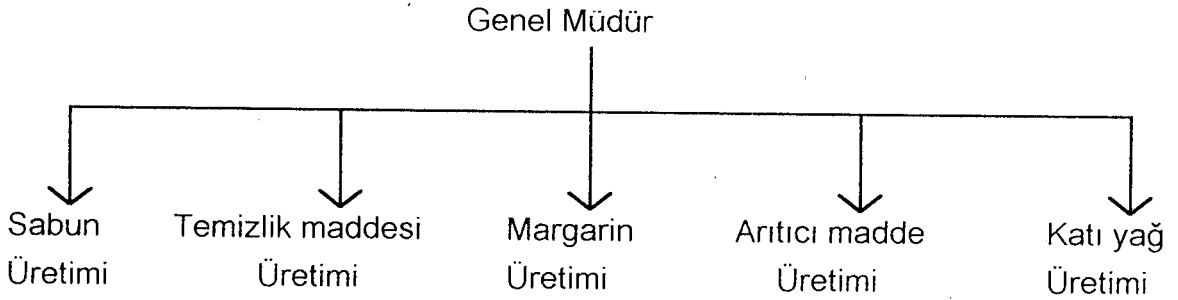 Genel Müdür
Sabun
Üretimi
Temizlik maddesi
Üretimi
Margarin
Üretimi
Arıtıcı madde
Üretimi
Katı yağ
Üretimi